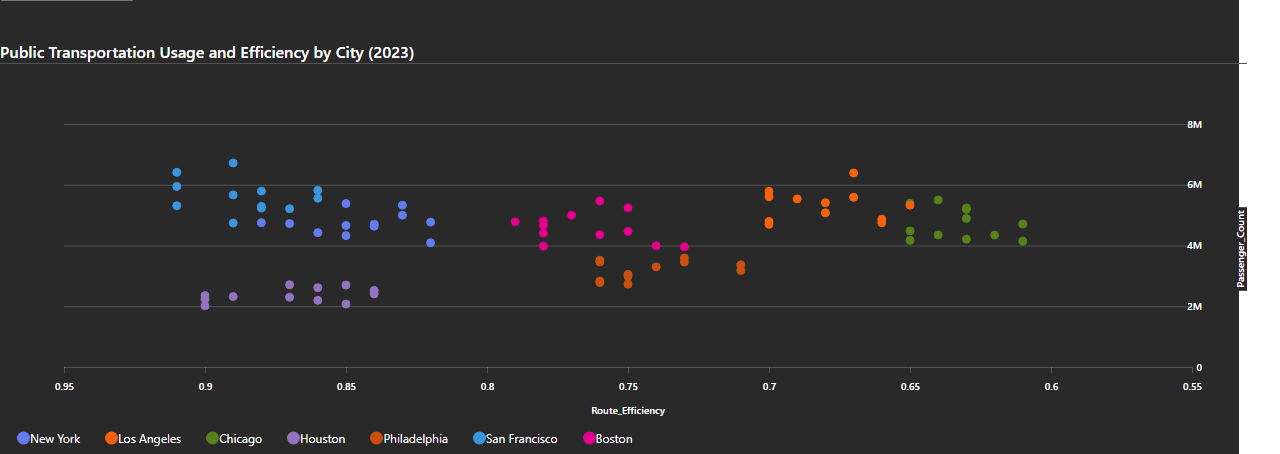 Public Transportation Usage and Efficiency by City (2023)
8M
6M
4M
2M
0
Passenger_Count
0.95 0.9 0.85 0.8 0.75 0.7 0.65 0.6 0.55
Route_Efficiency
New York Los Angeles Chicago Houston Philadelphia San Francisco Boston